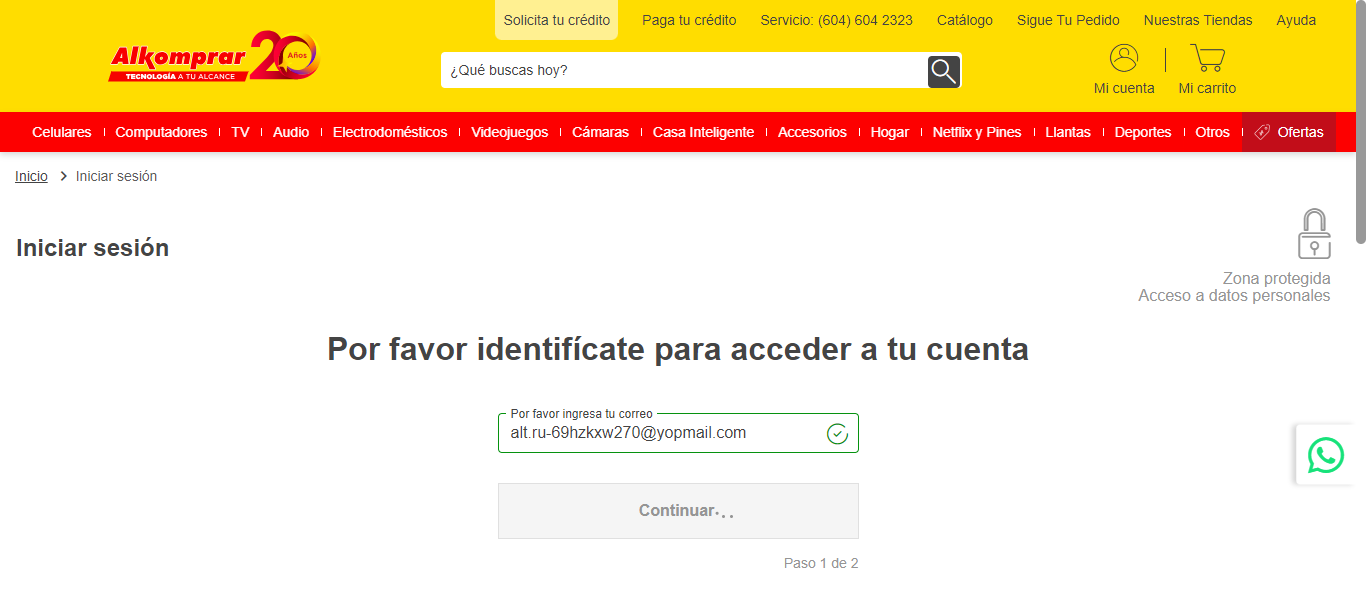 Solicita tu crédito Paga tu crédito Servicio: (604) 604 2323 Catálogo Sigue Tu Pedido Nuestras Tiendas Ayuda
Alkomprar 20 Años
TECNOLOGÍA A TU ALCANCE
¿Qué buscas hoy?
Mi cuenta Mi carrito
Celulares Computadores TV Audio Electrodomésticos Videojuegos Cámaras Casa Inteligente Accesorios Hogar Netflix y Pines Llantas Deportes Otros Ofertas
Inicio Iniciar sesión
Iniciar sesión
Zona protegida
Acceso a datos personales
Por favor identifícate para acceder a tu cuenta
Por favor ingresa tu correo
alt.ru-69hzkxw270@yopmail.com
Continuar...
Paso 1 de 2